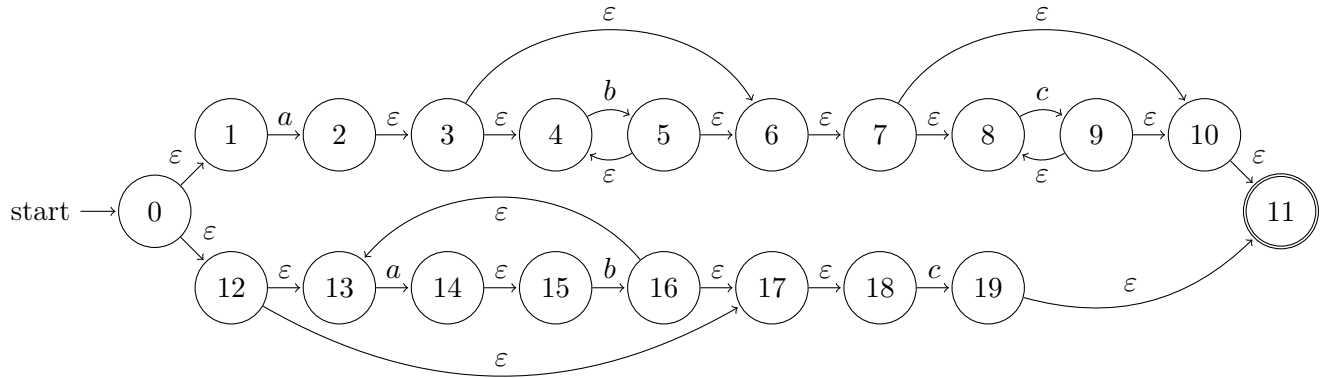 ε ε
b c
1 a 2 ε 3 ε 4 5 ε 6 ε 7 ε 8 9 ε 10
ε ε ε ε
start 0 11
ε ε
12 ε 13 a 14 ε 15 b 16 ε 17 ε 18 c 19 ε
ε